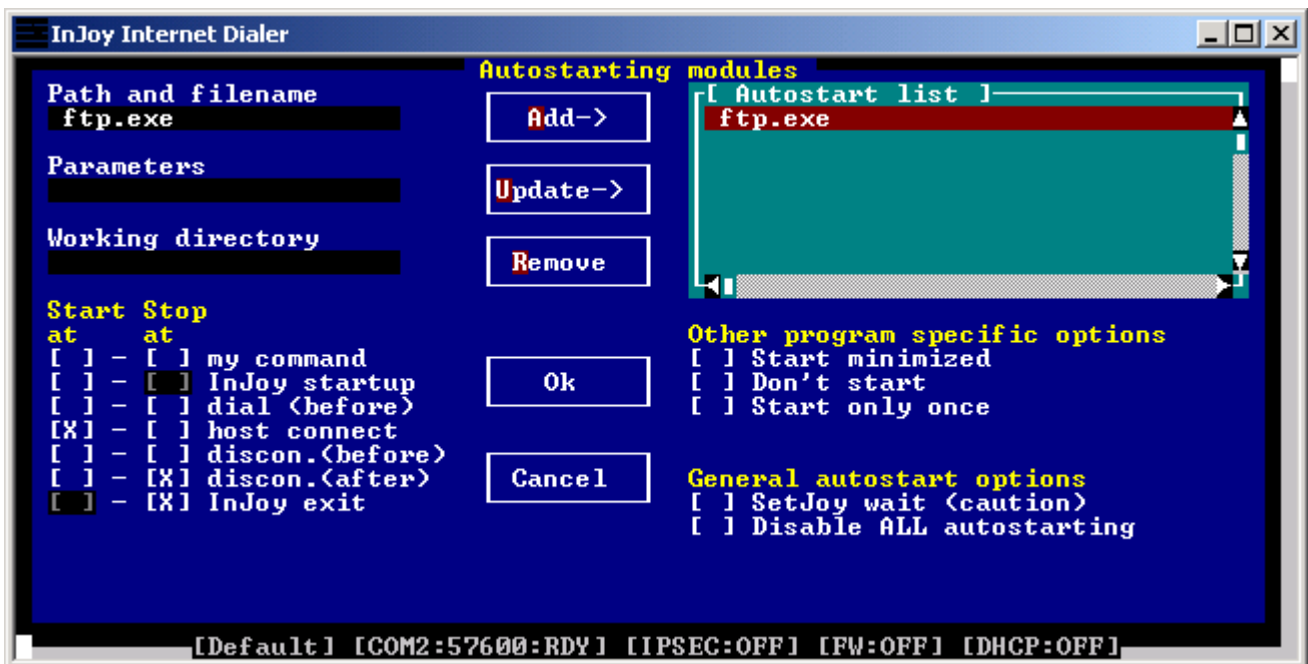 InJoy Internet Dialer
Autostarting modules
Path and filename
ftp.exe
Parameters
Working directory
Add->
Update->
Remove
[ Autostart list ]
ftp.exe
Start Stop
at at
[ ] - [ ] my command
[ ] - [ ] InJoy startup
[ ] - [ ] dial (before)
[X] - [ ] host connect
[ ] - [ ] discon.(before)
[ ] - [X] discon.(after)
[ ] - [X] InJoy exit
Ok
Cancel
Other program specific options
[ ] Start minimized
[ ] Don't start
[ ] Start only once
General autostart options
[ ] SetJoy wait (caution)
[ ] Disable ALL autostarting
[Default] [COM2:57600:RDY] [IPSEC:OFF] [FW:OFF] [DHCP:OFF]